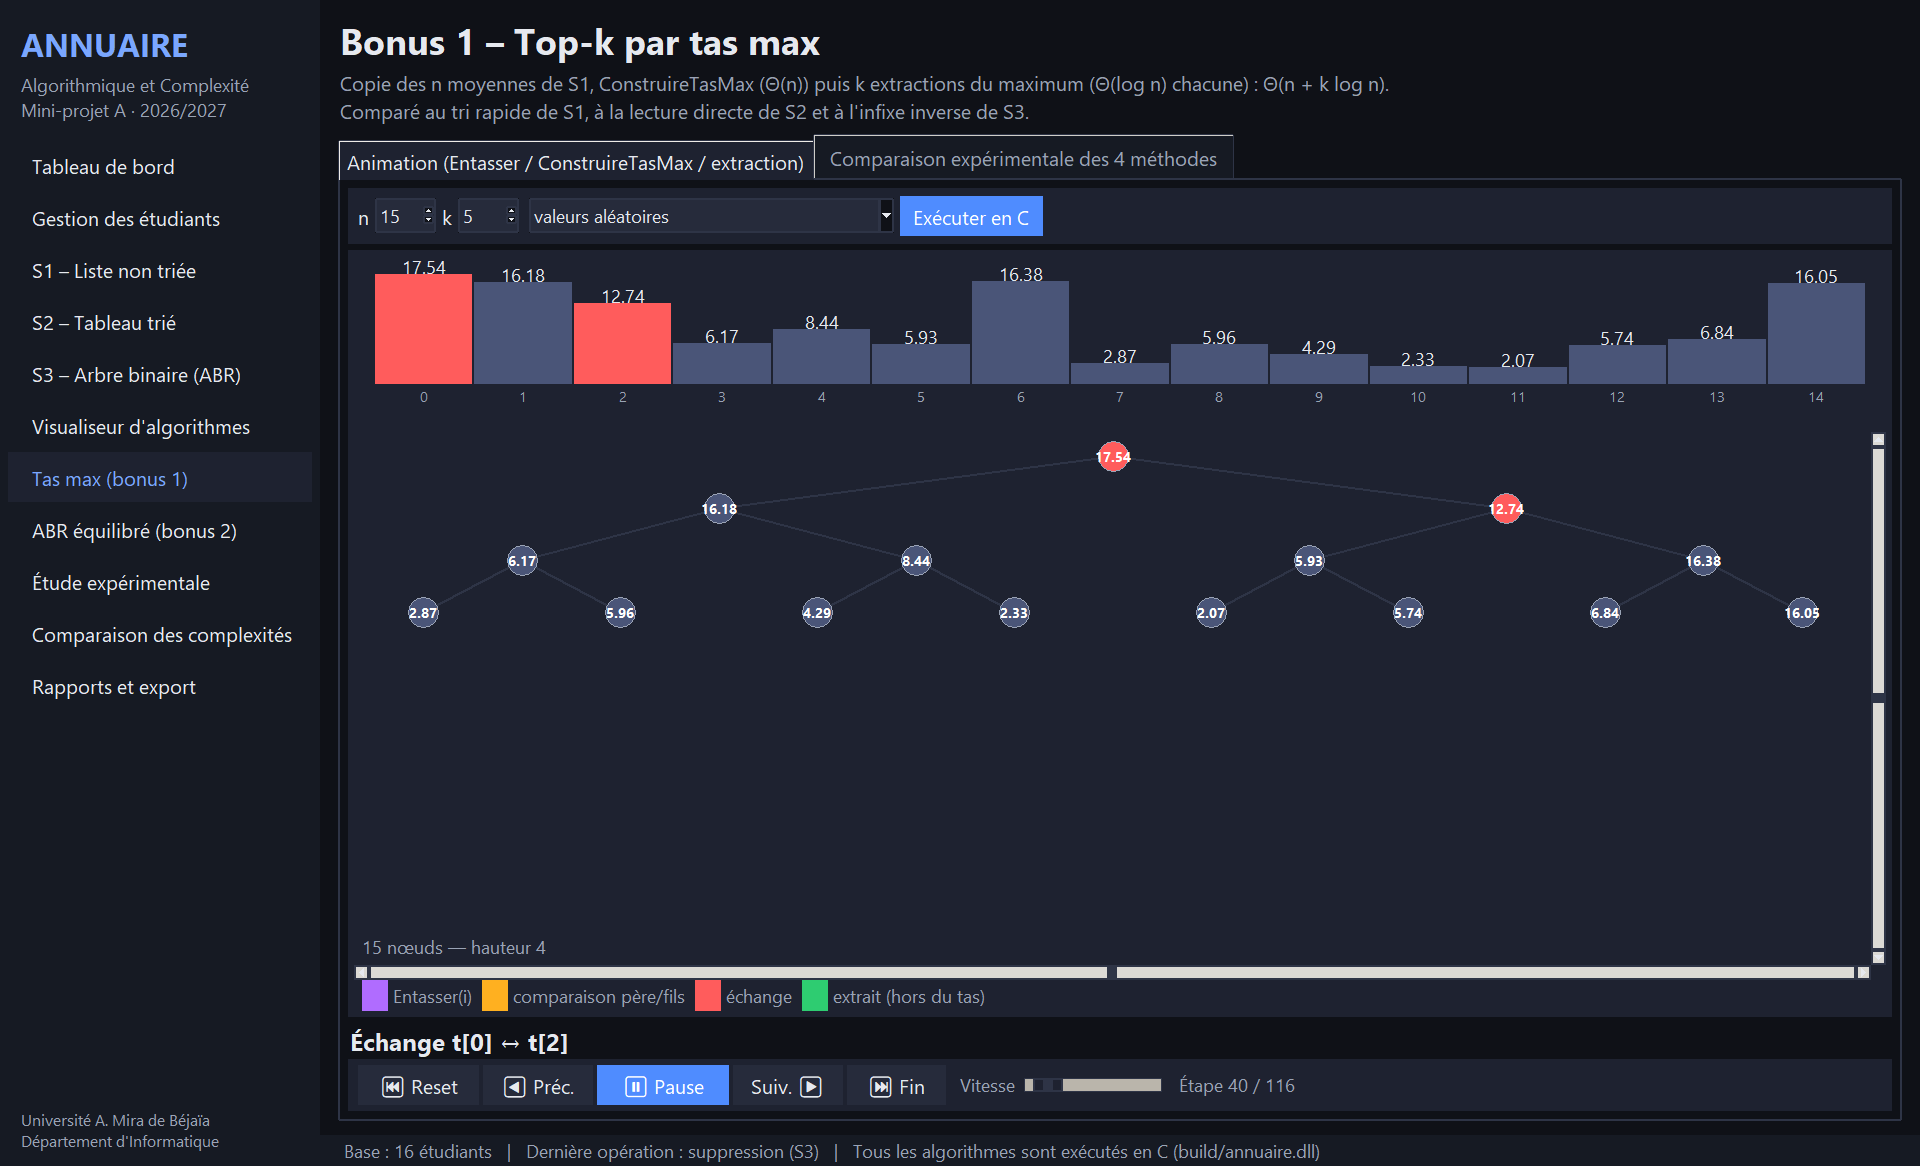 ANNUAIRE
Algorithmique et Complexité
Mini-projet A · 2026/2027
Tableau de bord
Gestion des étudiants
S1 – Liste non triée
S2 – Tableau trié
S3 – Arbre binaire (ABR)
Visualiseur d'algorithmes
Tas max (bonus 1)
ABR équilibré (bonus 2)
Étude expérimentale
Comparaison des complexités
Rapports et export
Université A. Mira de Béjaïa
Département d'Informatique
Bonus 1 – Top-k par tas max
Copie des n moyennes de S1, ConstruireTasMax (Θ(n)) puis k extractions du maximum (Θ(log n) chacune) : Θ(n + k log n).
Comparé au tri rapide de S1, à la lecture directe de S2 et à l'infixe inverse de S3.
Animation (Entasser / ConstruireTasMax / extraction) Comparaison expérimentale des 4 méthodes
n 15 k 5 valeurs aléatoires Exécuter en C
17.54 16.18 12.74 6.17 8.44 5.93 16.38 2.87 5.96 4.29 2.33 2.07 5.74 6.84 16.05
0 1 2 3 4 5 6 7 8 9 10 11 12 13 14
17.54
16.18 12.74
6.17 8.44 5.93 16.38
2.87 5.96 4.29 2.33 2.07 5.74 6.84 16.05
15 nœuds — hauteur 4
Entasser(i) comparaison père/fils échange extrait (hors du tas)
Échange t[0] ↔ t[2]
⏮ Reset ◀ Préc. ⏸ Pause Suiv. ▶ ⏭ Fin Vitesse Étape 40 / 116
Base : 16 étudiants | Dernière opération : suppression (S3) | Tous les algorithmes sont exécutés en C (build/annuaire.dll)